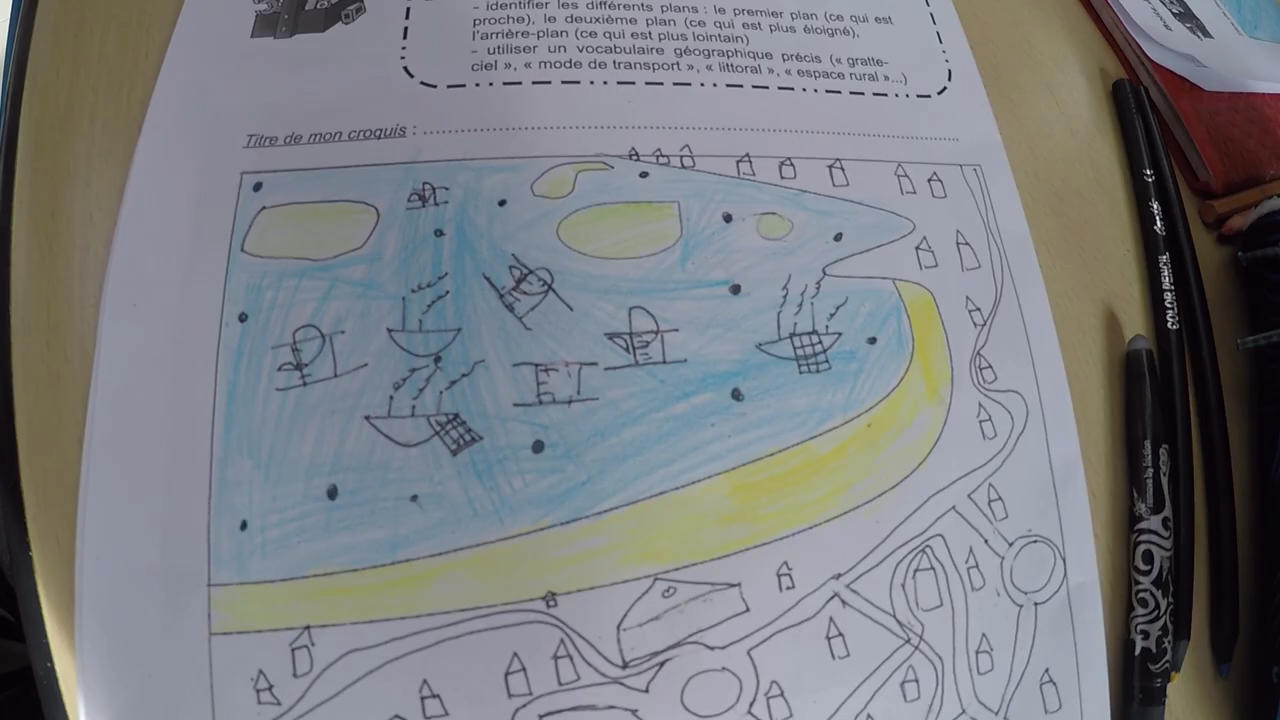 - identifier les différents plans : le premier plan (ce qui est
proche), le deuxième plan (ce qui est plus éloigné),
l'arrière-plan (ce qui est plus lointain)
- utiliser un vocabulaire géographique précis (« gratte-
ciel », « mode de transport », « littoral », « espace rural »...)
Titre de mon croquis :
COLOR PENCIL